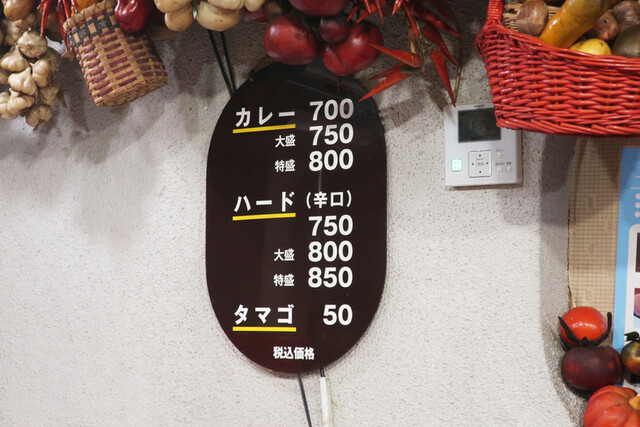 カレー 700
大盛 750
特盛 800
ハード（辛口）
750
大盛 800
特盛 850
タマゴ 50
税込価格